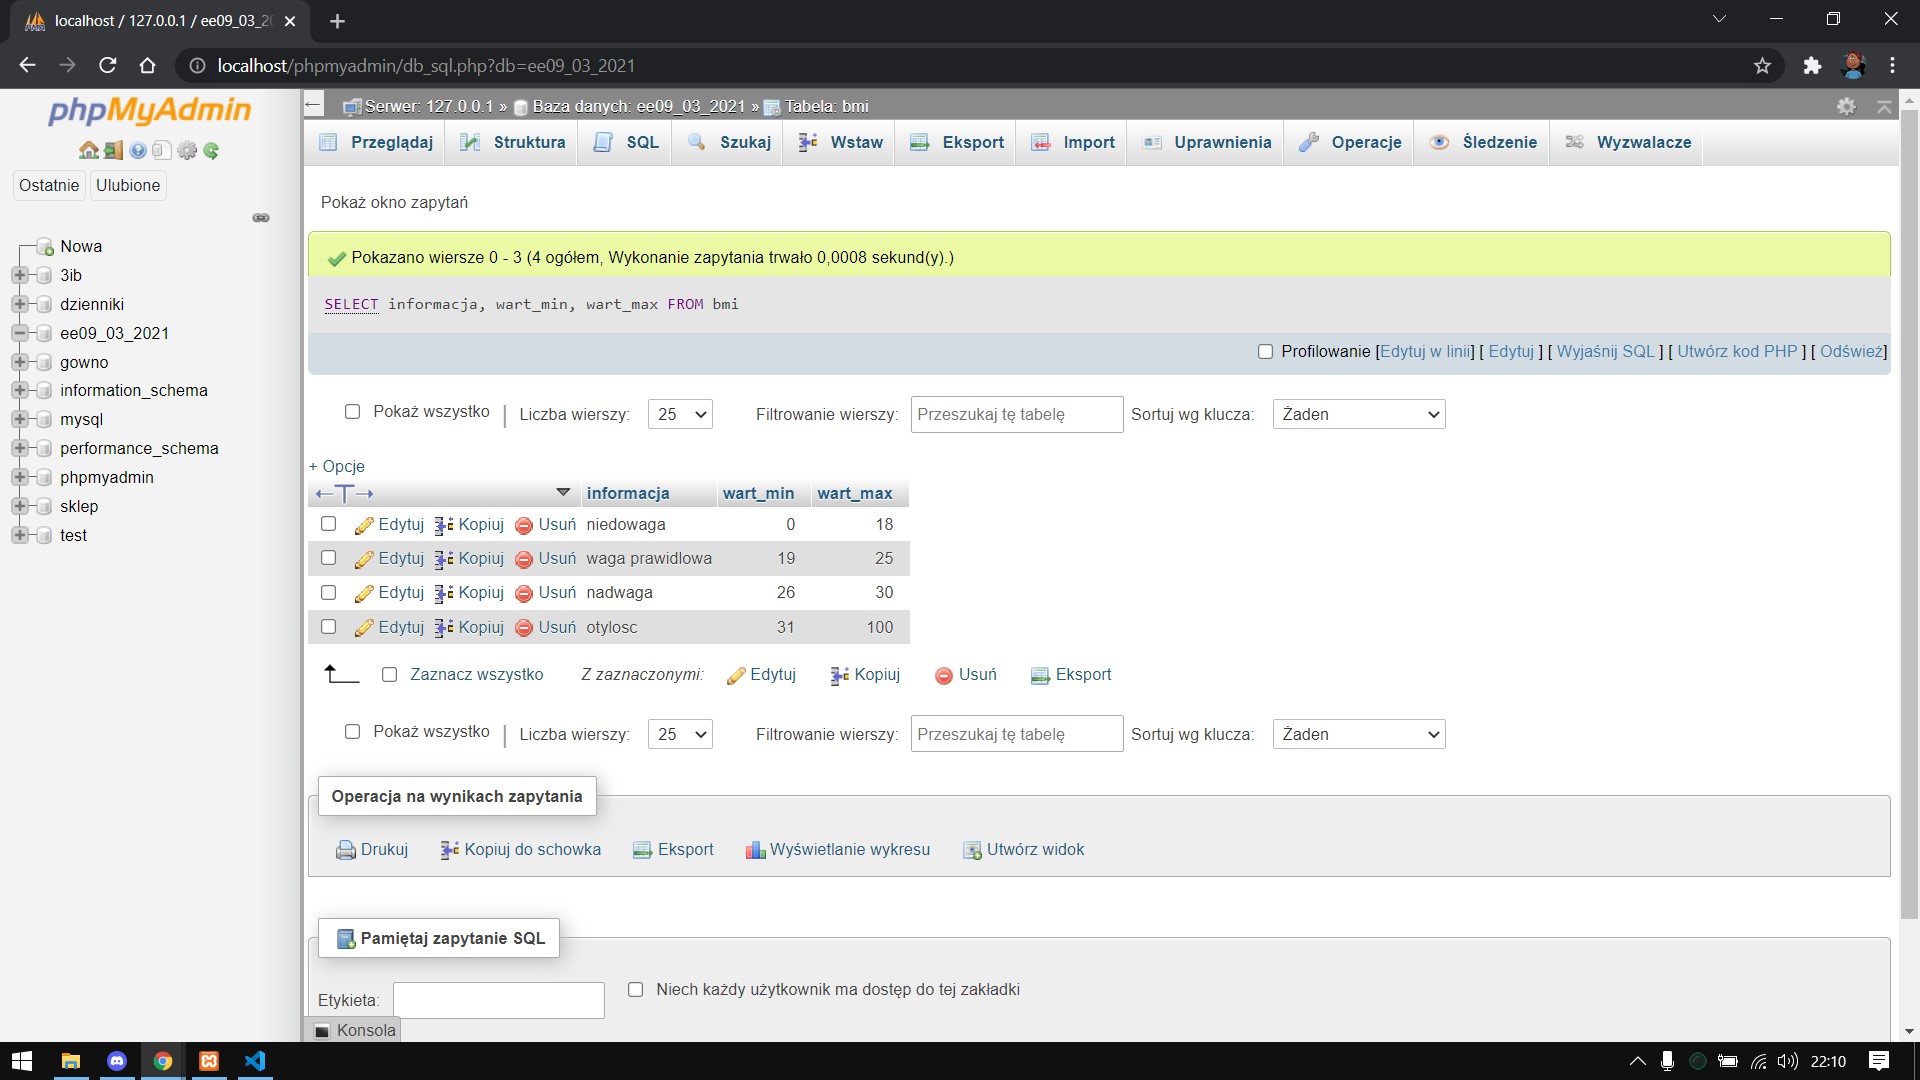 localhost / 127.0.0.1 / ee09_03_2
localhost/phpmyadmin/db_sql.php?db=ee09_03_2021
phpMyAdmin
Ostatnie Ulubione
Nowa
3ib
dzienniki
ee09_03_2021
gowno
information_schema
mysql
performance_schema
phpmyadmin
sklep
test
Serwer: 127.0.0.1 » Baza danych: ee09_03_2021 » Tabela: bmi
Przeglądaj Struktura SQL Szukaj Wstaw Eksport Import Uprawnienia Operacje Śledzenie Wyzwalacze
Pokaż okno zapytań
Pokazano wiersze 0 - 3 (4 ogółem, Wykonanie zapytania trwało 0,0008 sekund(y).)
SELECT informacja, wart_min, wart_max FROM bmi
Profilowanie [Edytuj w linii] [ Edytuj ] [ Wyjaśnij SQL ] [ Utwórz kod PHP ] [ Odśwież]
Pokaż wszystko | Liczba wierszy: 25 Filtrowanie wierszy: Przeszukaj tę tabelę Sortuj wg klucza: Żaden
+ Opcje
←T→ informacja wart_min wart_max
Edytuj Kopiuj Usuń niedowaga 0 18
Edytuj Kopiuj Usuń waga prawidlowa 19 25
Edytuj Kopiuj Usuń nadwaga 26 30
Edytuj Kopiuj Usuń otylosc 31 100
Zaznacz wszystko Z zaznaczonymi: Edytuj Kopiuj Usuń Eksport
Pokaż wszystko | Liczba wierszy: 25 Filtrowanie wierszy: Przeszukaj tę tabelę Sortuj wg klucza: Żaden
Operacja na wynikach zapytania
Drukuj Kopiuj do schowka Eksport Wyświetlanie wykresu Utwórz widok
Pamiętaj zapytanie SQL
Etykieta: Niech każdy użytkownik ma dostęp do tej zakładki
Konsola
22:10